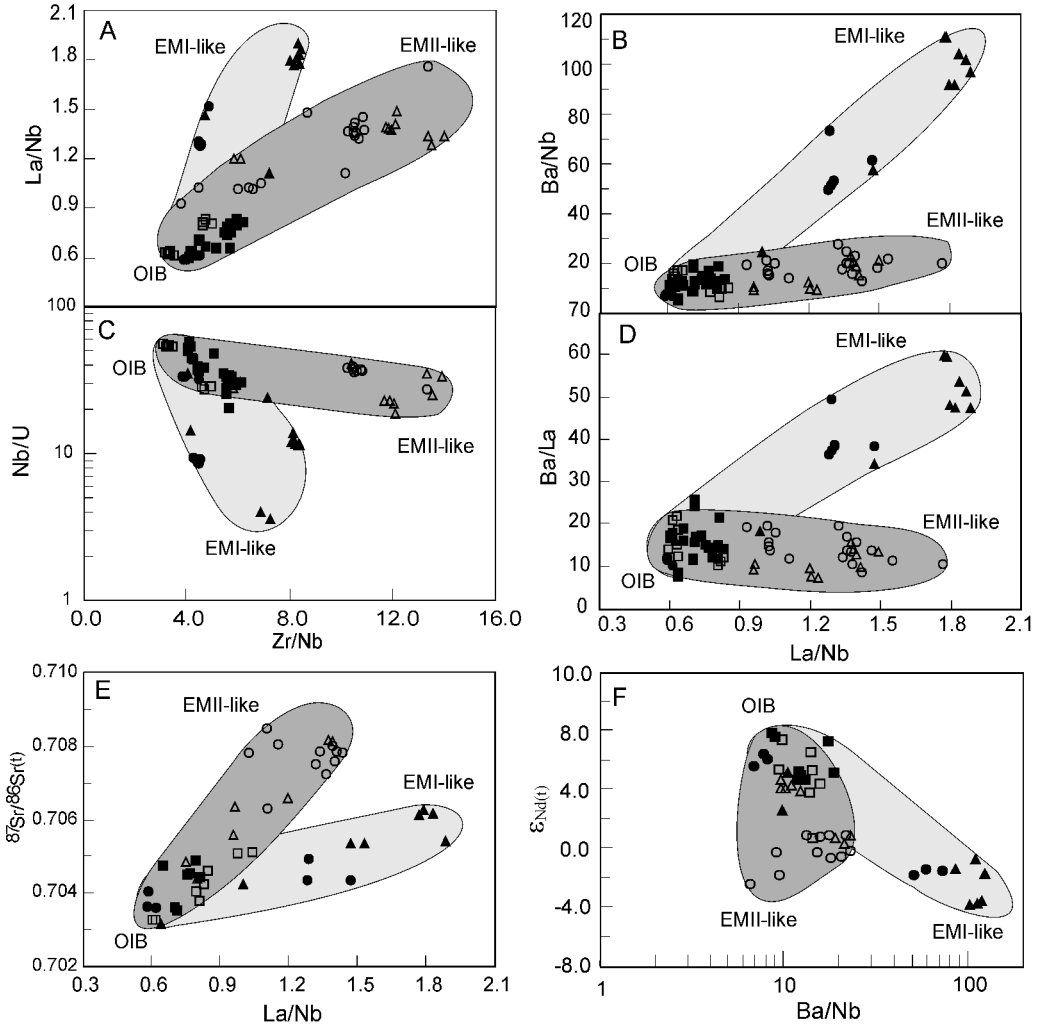 A
EMI-like
EMII-like
OIB
La/Nb
2.1
1.8
1.5
1.2
0.9
0.6
B
EMI-like
EMII-like
OIB
Ba/Nb
120
100
80
60
40
20
C
OIB
EMII-like
EMI-like
Nb/U
100
10
1
0.0 4.0 8.0 12.0 16.0
Zr/Nb
D
EMI-like
EMII-like
OIB
Ba/La
70
60
50
40
30
20
10
0
0.6 0.9 1.2 1.5 1.8 2.1
La/Nb
E
EMII-like
EMI-like
OIB
87Sr/86Sr(t)
0.710
0.708
0.706
0.704
0.702
0.3 0.6 0.9 1.2 1.5 1.8 2.1
La/Nb
F
OIB
EMII-like
EMI-like
εNd(t)
8.0
4.0
0.0
-4.0
-8.0
1 10 100
Ba/Nb